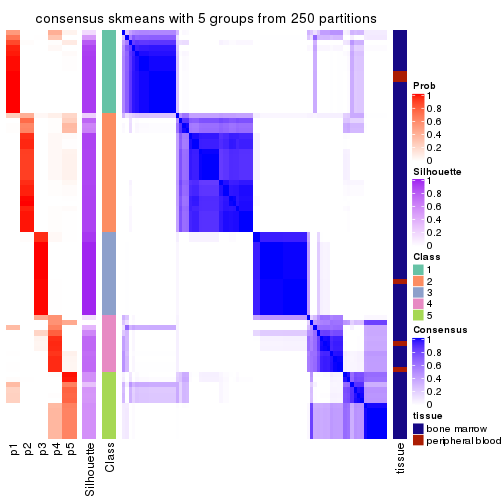 consensus skmeans with 5 groups from 250 partitions
Prob
1
0.8
0.6
0.4
0.2
0
Silhouette
1
0.8
0.6
0.4
0.2
0
Class
1
2
3
4
5
Consensus
1
0.8
0.6
0.4
0.2
0
tissue
bone marrow
peripheral blood
p1
p2
p3
p4
p5
Silhouette
Class
tissue